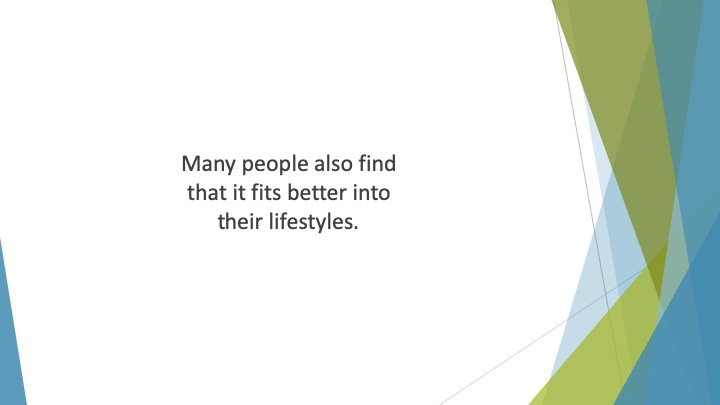 Many people also find
that it fits better into
their lifestyles.